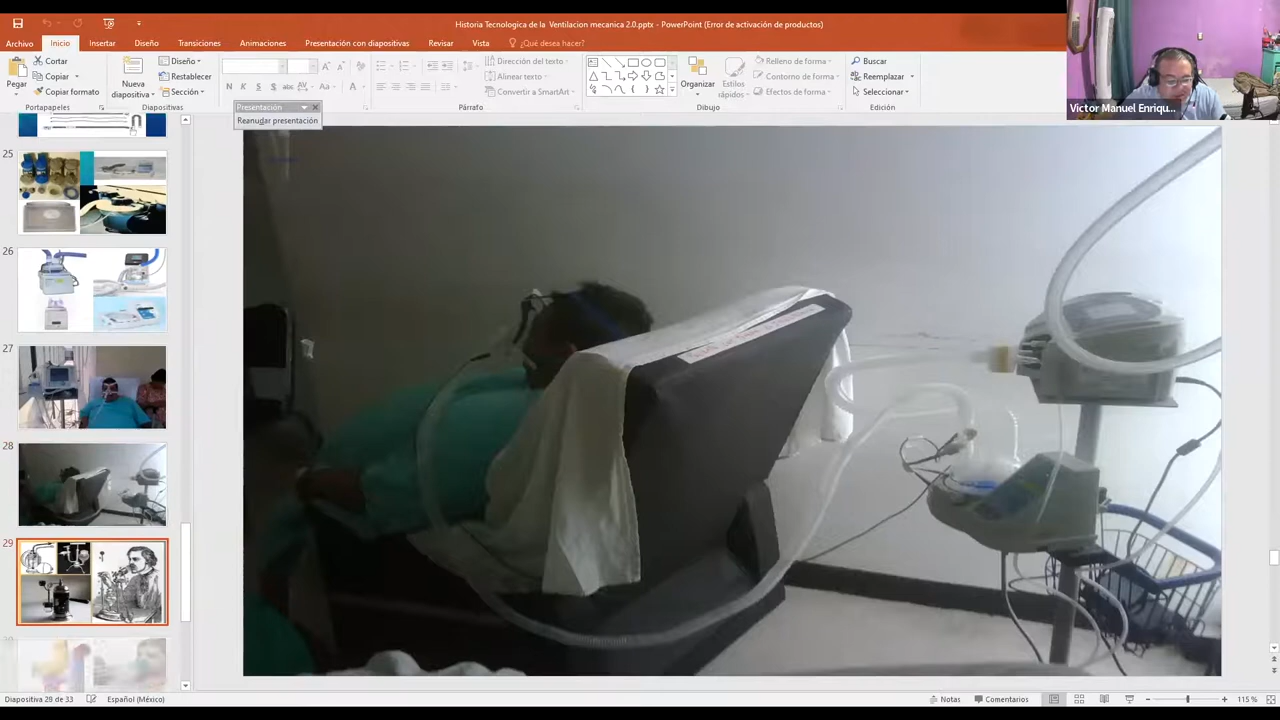 Historia Tecnologica de la Ventilacion mecanica 2.0.pptx - PowerPoint (Error de activación de productos)
Archivo Inicio Insertar Diseño Transiciones Animaciones Presentación con diapositivas Revisar Vista ¿Qué desea hacer?
Pegar
Cortar
Copiar
Copiar formato
Portapapeles
Nueva
diapositiva
Diseño
Restablecer
Sección
Diapositivas
N K S S abc AV Aa A
Dirección del texto
Alinear texto
Convertir a SmartArt
Párrafo
Organizar
Estilos
rápidos
Relleno de forma
Contorno de forma
Efectos de forma
Dibujo
Buscar
Reemplazar
Seleccionar
Edición
Presentación
Reanudar presentación
Victor Manuel Enriqu...
25
26
27
28
29
Diapositiva 29 de 33 Español (México) Notas Comentarios 115 %